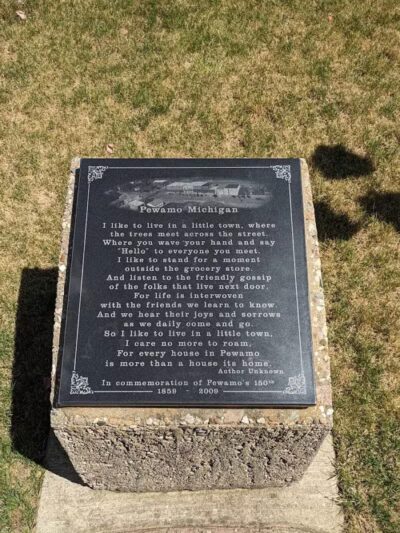 Pewamo Michigan
I like to live in a little town, where
the trees meet across the street.
Where you wave your hand and say
"Hello" to everyone you meet.
I like to stand for a moment
outside the grocery store.
And listen to the friendly gossip
of the folks that live next door.
For life is interwoven
with the friends we learn to know.
And we hear their joys and sorrows
as we daily come and go.
So I like to live in a little town,
I care no more to roam,
For every house in Pewamo
is more than a house its home.
Author Unknown
In commemoration of Pewamo's 150TH
1859 - 2009